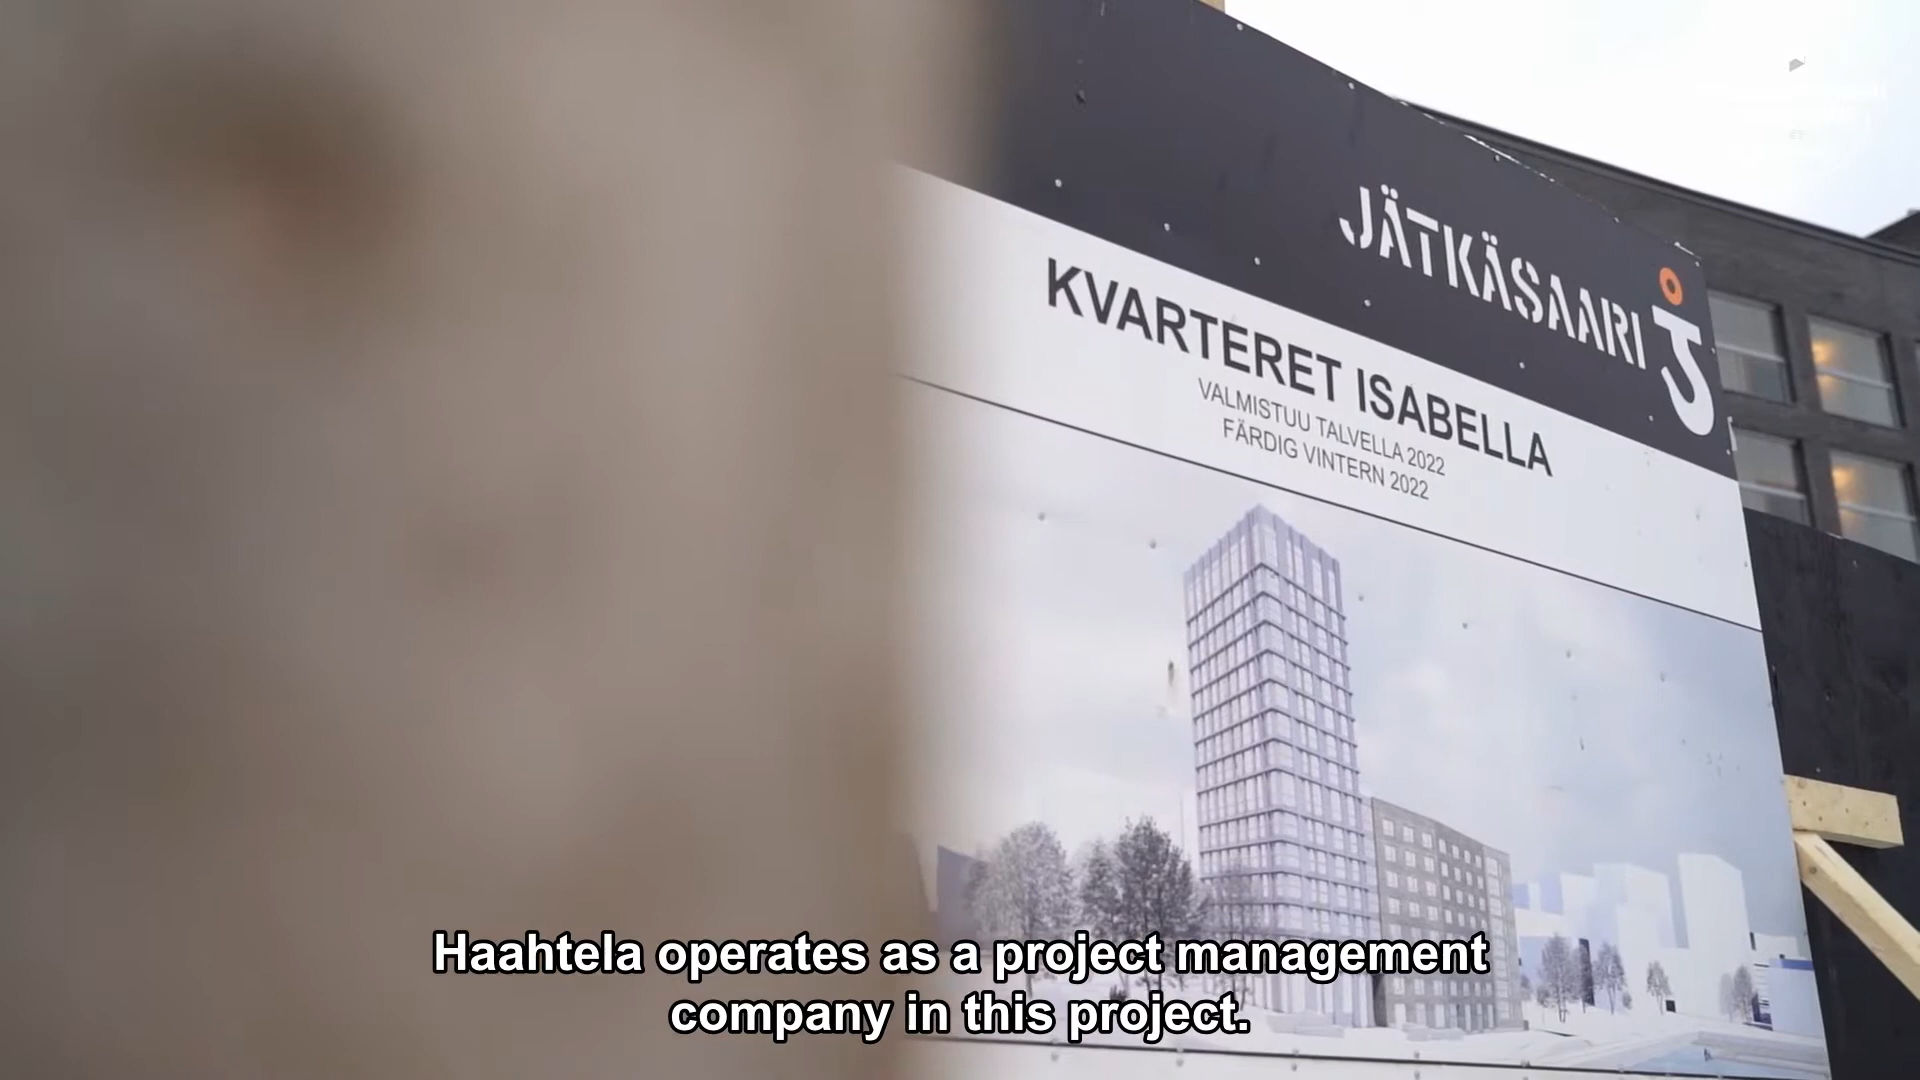 JÄTKÄSAARI
KVARTERET ISABELLA
VALMISTUU TALVELLA 2022
FÄRDIG VINTERN 2022
Haahtela operates as a project management
company in this project.